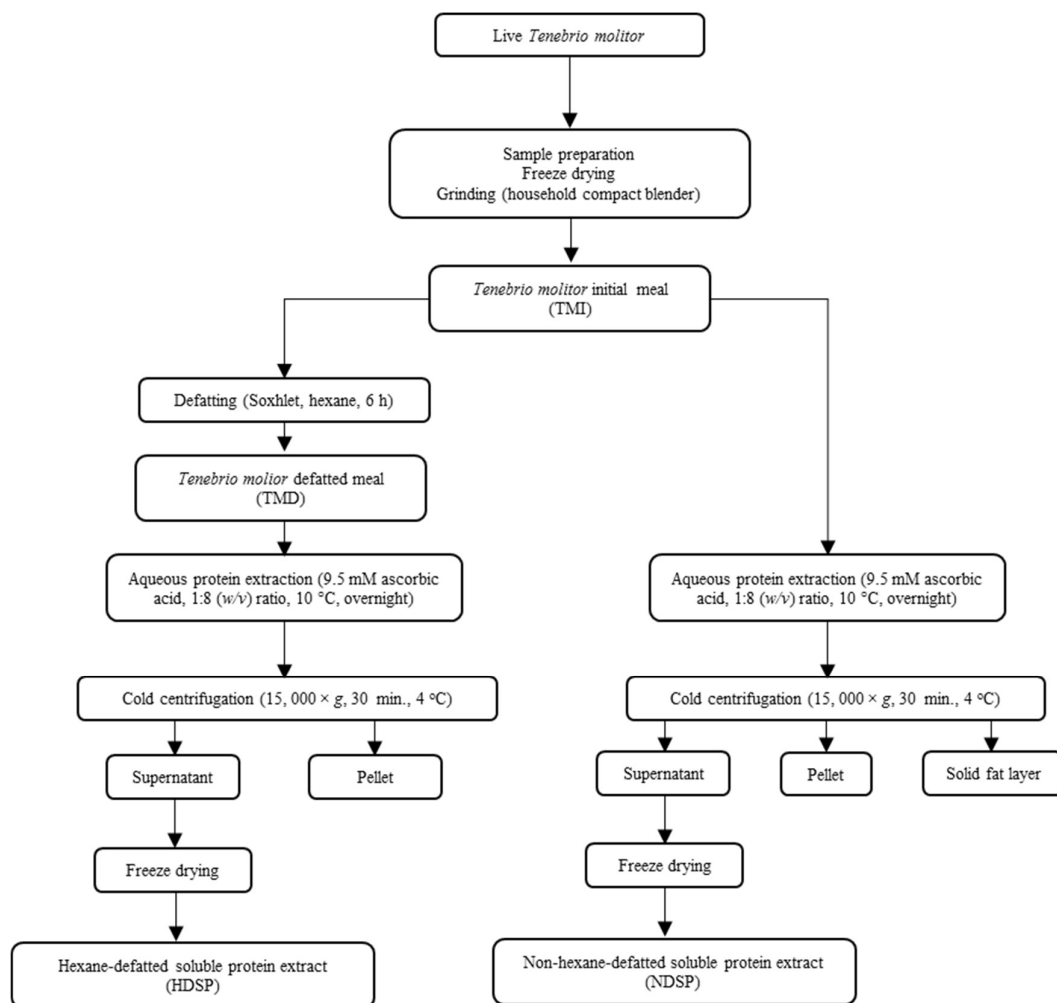 Live Tenebrio molitor
Sample preparation
Freeze drying
Grinding (household compact blender)
Tenebrio molitor initial meal
(TMI)
Defatting (Soxhlet, hexane, 6 h)
Tenebrio molior defatted meal
(TMD)
Aqueous protein extraction (9.5 mM ascorbic
acid, 1:8 (w/v) ratio, 10 °C, overnight)
Cold centrifugation (15, 000 × g, 30 min., 4 °C)
Supernatant
Pellet
Freeze drying
Hexane-defatted soluble protein extract
(HDSP)
Aqueous protein extraction (9.5 mM ascorbic
acid, 1:8 (w/v) ratio, 10 °C, overnight)
Cold centrifugation (15, 000 × g, 30 min., 4 °C)
Supernatant
Pellet
Solid fat layer
Freeze drying
Non-hexane-defatted soluble protein extract
(NDSP)